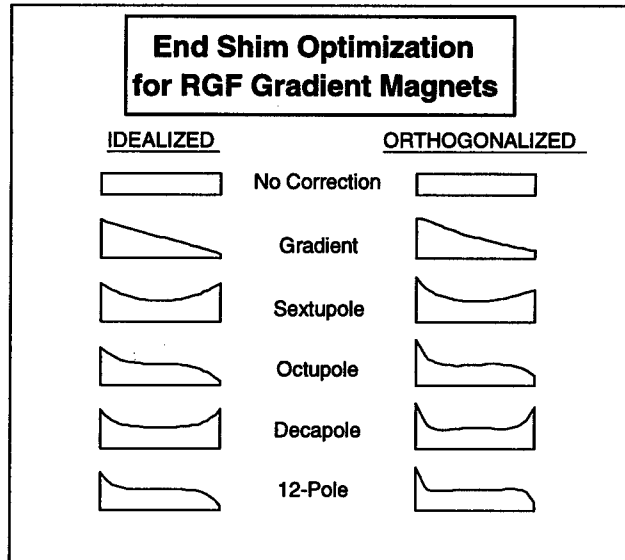 End Shim Optimization
for RGF Gradient Magnets
IDEALIZED
ORTHOGONALIZED
No Correction
Gradient
Sextupole
Octupole
Decapole
12-Pole